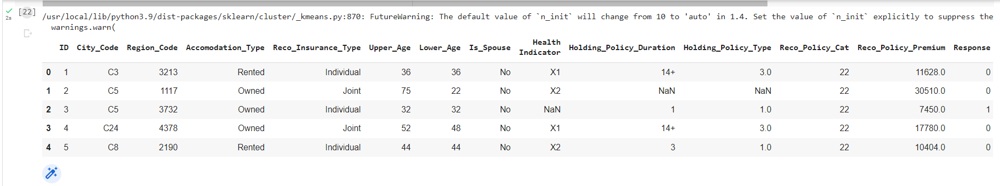 [22]
2s
/usr/local/lib/python3.9/dist-packages/sklearn/cluster/_kmeans.py:870: FutureWarning: The default value of `n_init` will change from 10 to 'auto' in 1.4. Set the value of `n_init` explicitly to suppress the
warnings.warn(
ID City_Code Region_Code Accomodation_Type Reco_Insurance_Type Upper_Age Lower_Age Is_Spouse Health Indicator Holding_Policy_Duration Holding_Policy_Type Reco_Policy_Cat Reco_Policy_Premium Response
0 1 C3 3213 Rented Individual 36 36 No X1 14+ 3.0 22 11628.0 0
1 2 C5 1117 Owned Joint 75 22 No X2 NaN NaN 22 30510.0 0
2 3 C5 3732 Owned Individual 32 32 No NaN 1 1.0 22 7450.0 1
3 4 C24 4378 Owned Joint 52 48 No X1 14+ 3.0 22 17780.0 0
4 5 C8 2190 Rented Individual 44 44 No X2 3 1.0 22 10404.0 0